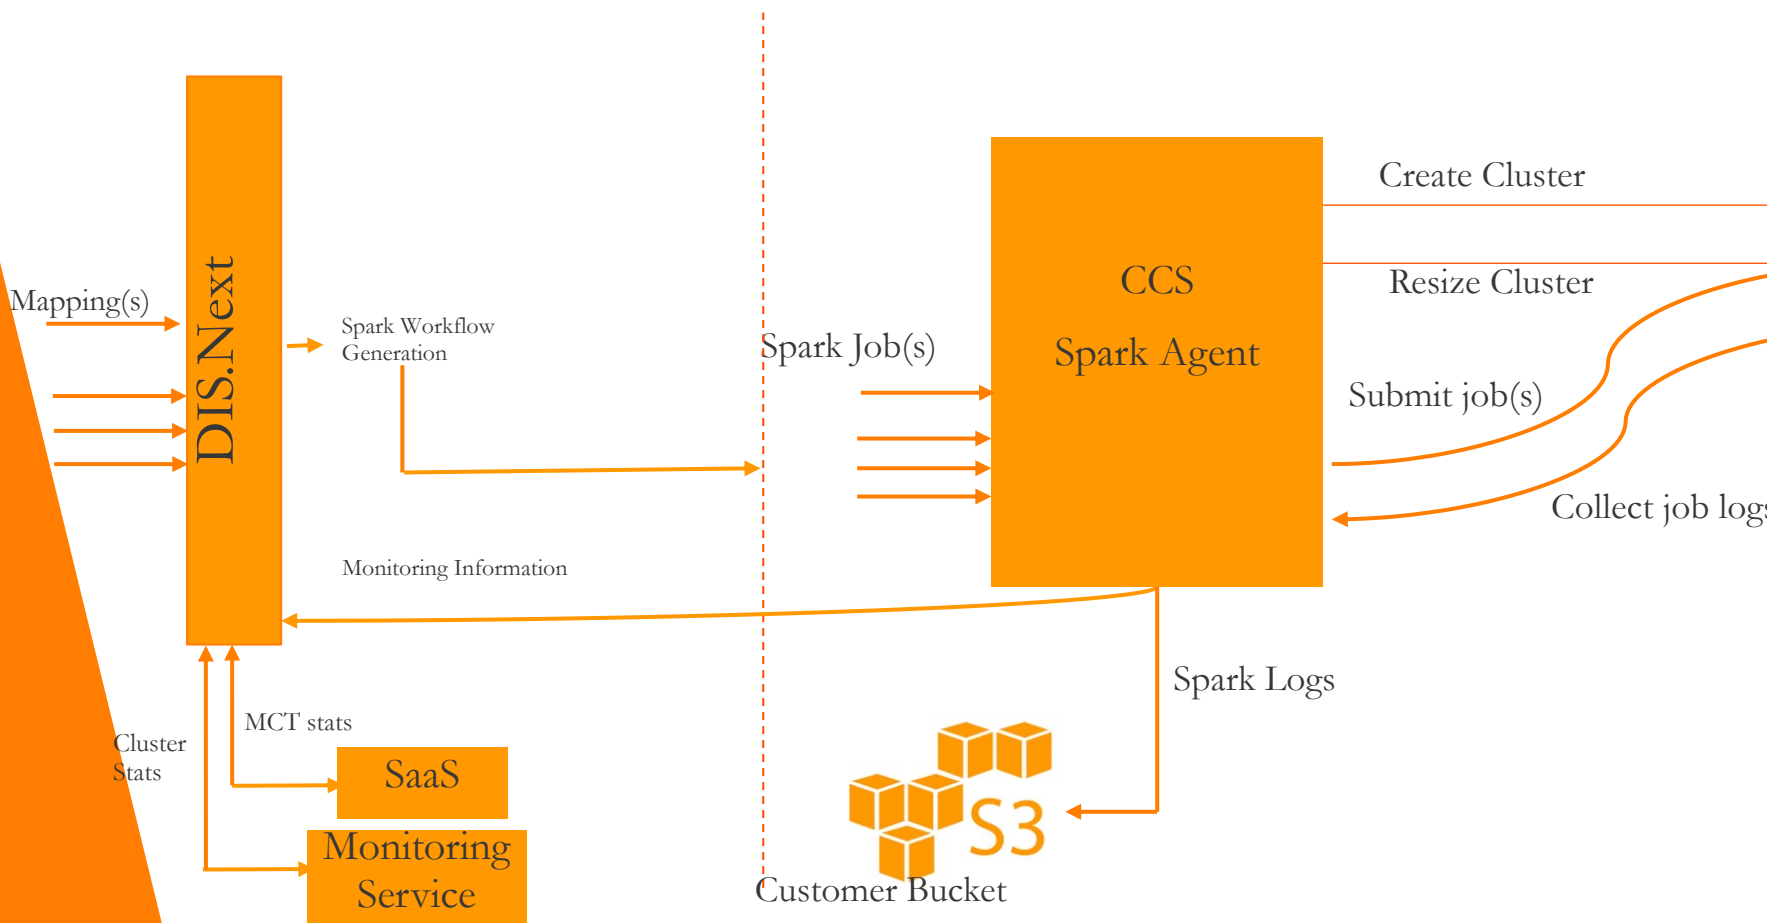 Create Cluster
Mapping(s)
DIS.Next
Spark Workflow
Generation
Spark Job(s)
CCS
Spark Agent
Resize Cluster
Submit job(s)
Collect job logs
Monitoring Information
Spark Logs
MCT stats
Cluster
Stats
SaaS
Monitoring
Service
S3
Customer Bucket